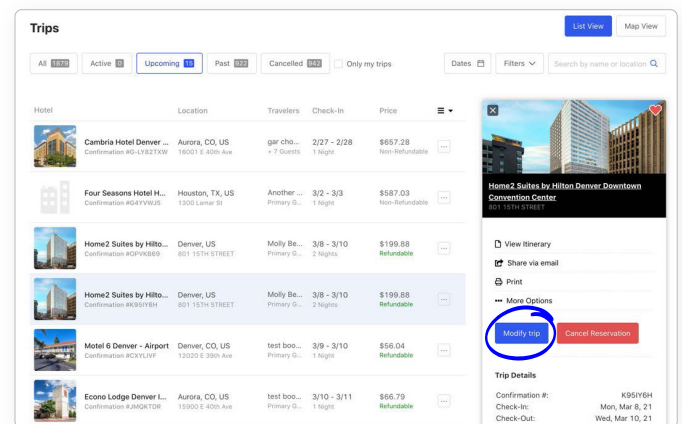 Trips
List View Map View
All 1879 Active 0 Upcoming 15 Past 922 Cancelled 942 Only my trips Dates Filters Search by name or location
Hotel Location Travelers Check-In Price
Cambria Hotel Denver ... Aurora, CO, US gar cho... 2/27 - 2/28 $657.28
Confirmation #G-LY82TXW 16001 E 40th Ave + 7 Guests 1 Night Non-Refundable
Four Seasons Hotel H... Houston, TX, US Another ... 3/2 - 3/3 $587.03
Confirmation #G4YVWJ5 1300 Lamar St Primary G... 1 Night Non-Refundable
Home2 Suites by Hilto... Denver, US Molly Be... 3/8 - 3/10 $199.88
Confirmation #OPVKB69 801 15TH STREET Primary G... 2 Nights Refundable
Home2 Suites by Hilto... Denver, US Molly Be... 3/8 - 3/10 $199.88
Confirmation #K95IY6H 801 15TH STREET Primary G... 2 Nights Refundable
Motel 6 Denver - Airport Denver, CO, US test boo... 3/9 - 3/10 $56.04
Confirmation #CXYLIVF 12020 E 39th Ave Primary G... 1 Night Refundable
Econo Lodge Denver I... Aurora, CO, US test boo... 3/10 - 3/11 $66.79
Confirmation #JMQKTDR 15900 E 40th Ave Primary G... 1 Night Refundable
Home2 Suites by Hilton Denver Downtown
Convention Center
801 15TH STREET
View Itinerary
Share via email
Print
More Options
Modify trip Cancel Reservation
Trip Details
Confirmation #: K95IY6H
Check-In: Mon, Mar 8, 21
Check-Out: Wed, Mar 10, 21